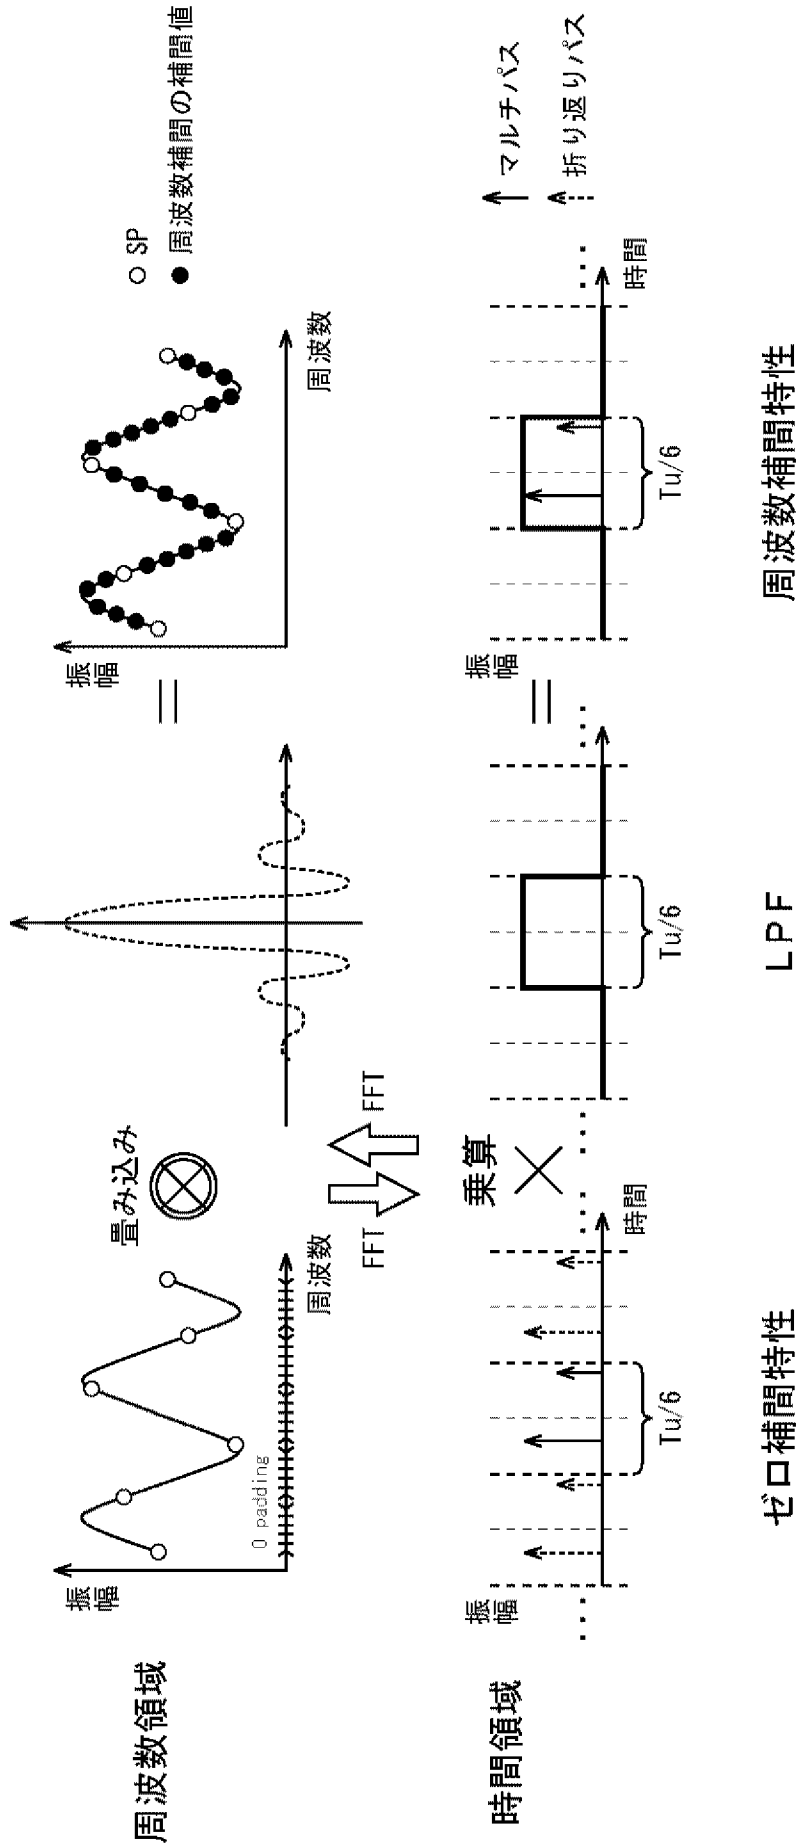 周波数領域
振幅
0 padding
周波数
畳み込み
振幅
周波数
SP
周波数補間の補間値
FFT
FFT
時間領域
振幅
Tu/6
時間
乗算
Tu/6
振幅
Tu/6
時間
マルチパス
折り返りパス
ゼロ補間特性
LPF
周波数補間特性